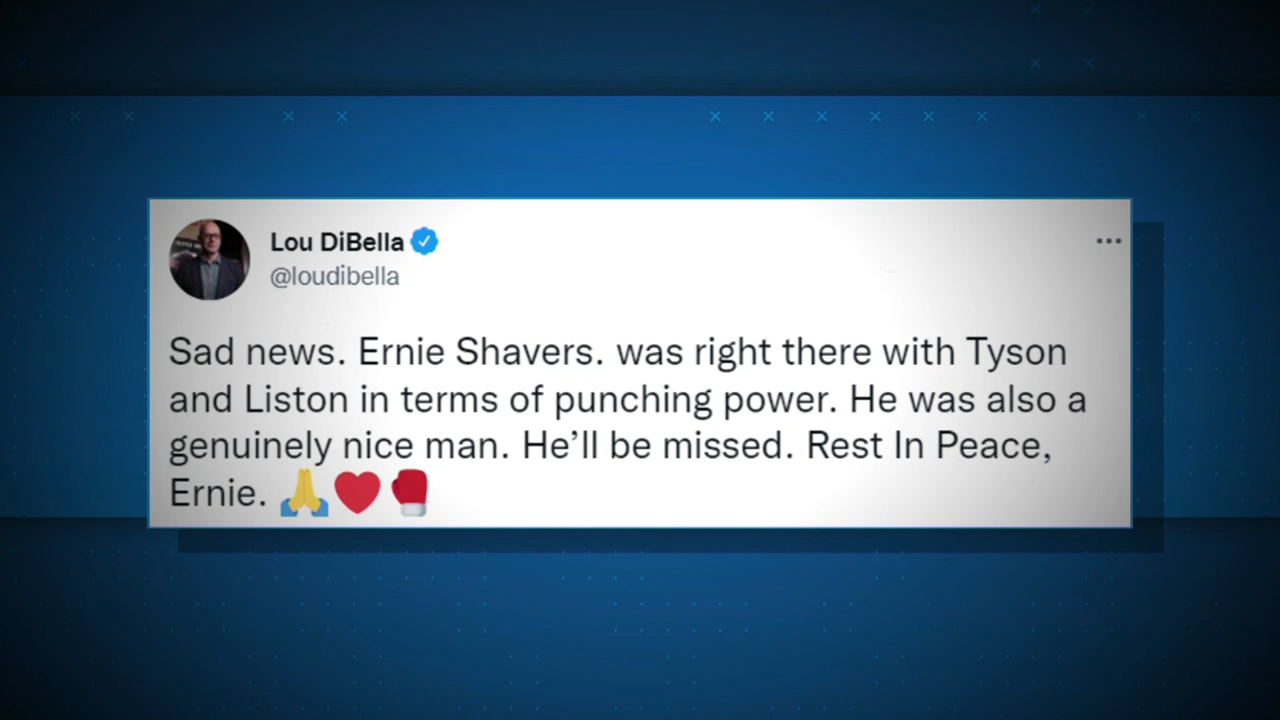 Lou DiBella
@loudibella
Sad news. Ernie Shavers. was right there with Tyson
and Liston in terms of punching power. He was also a
genuinely nice man. He’ll be missed. Rest In Peace,
Ernie. 🙏❤️🥊